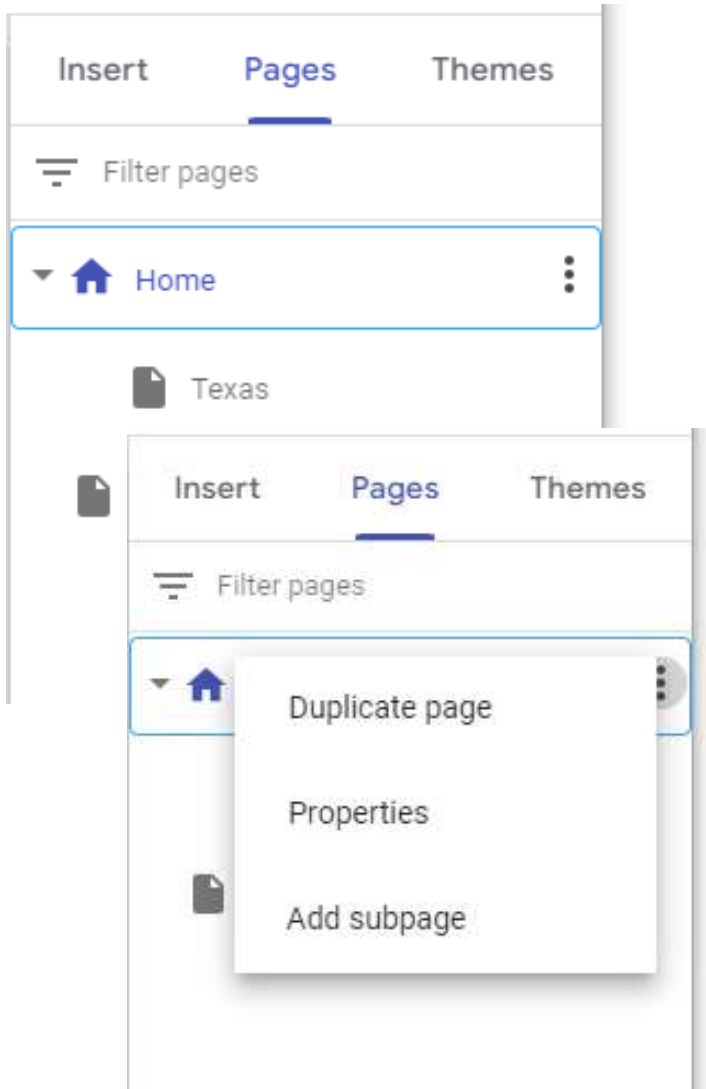 Insert Pages Themes
Filter pages
Home
Texas
Insert Pages Themes
Filter pages
Duplicate page
Properties
Add subpage